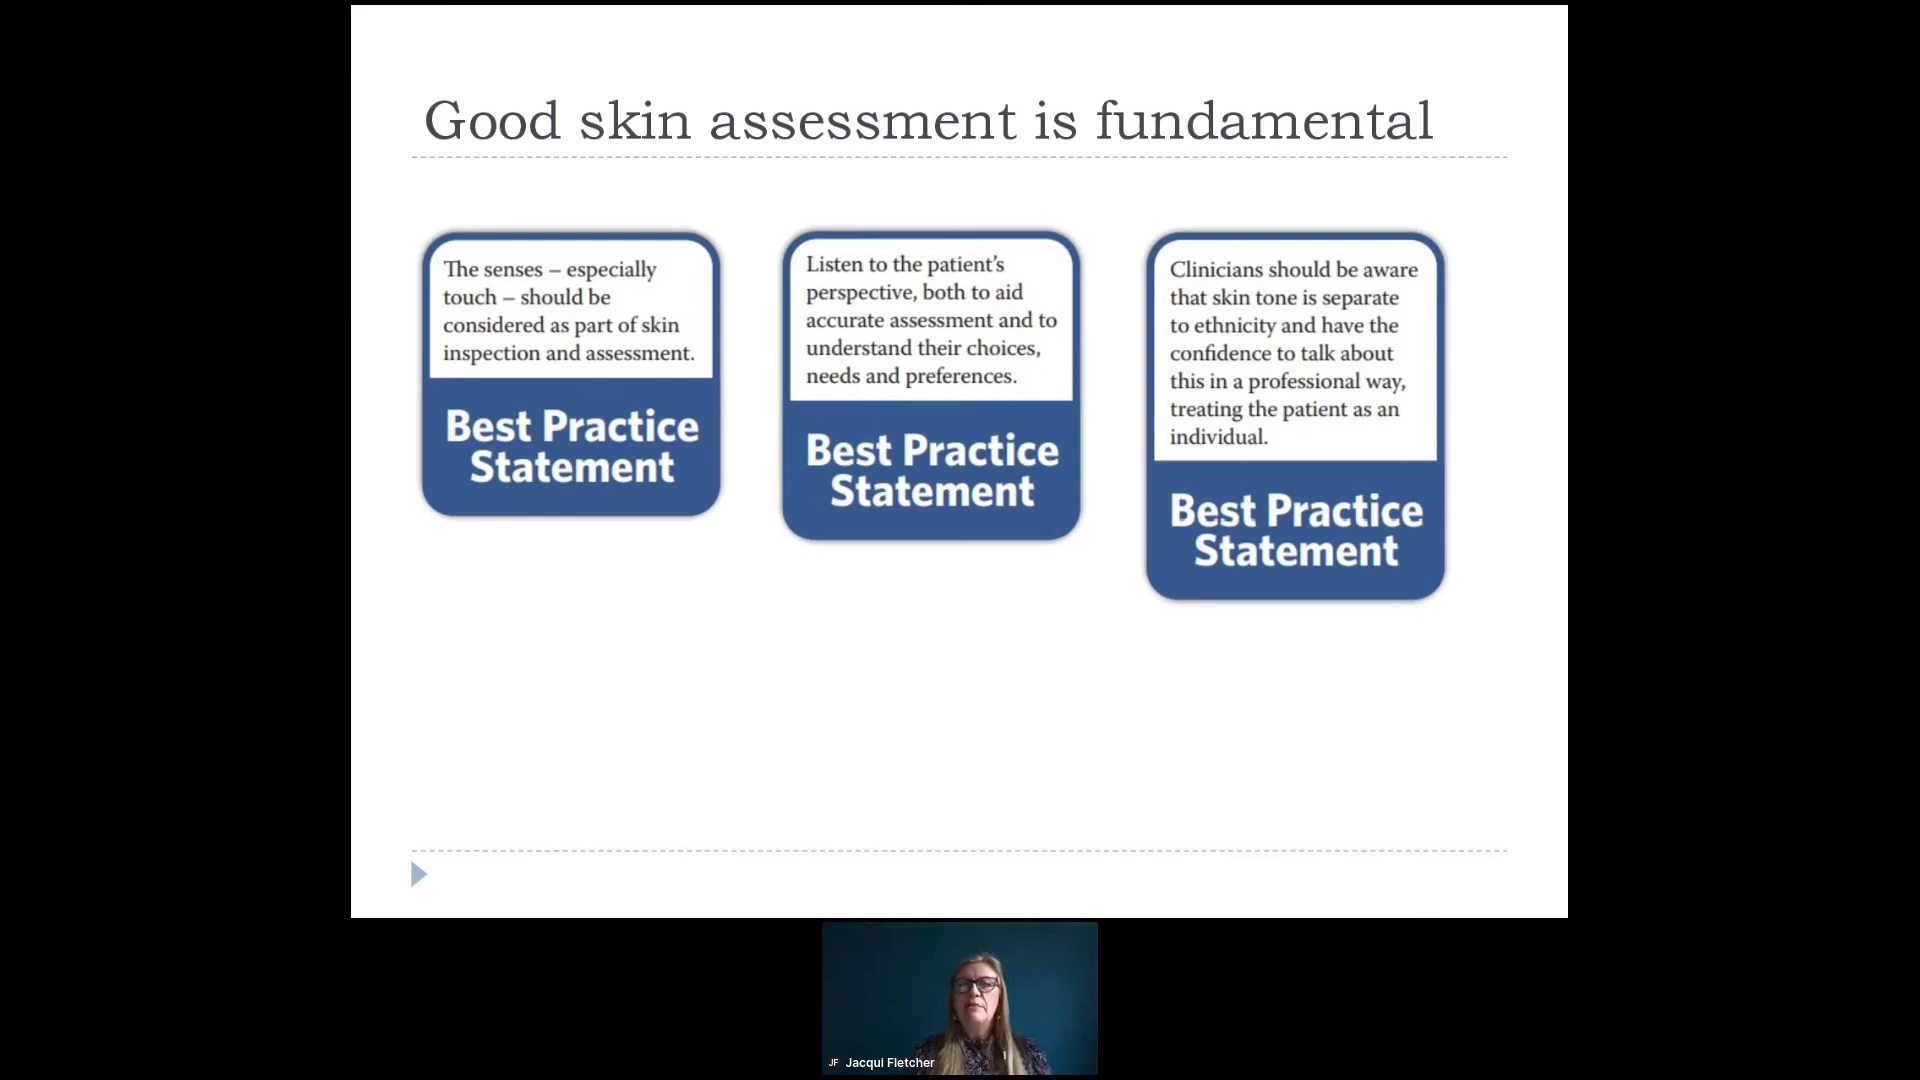 Good skin assessment is fundamental
The senses – especially
touch – should be
considered as part of skin
inspection and assessment.
Best Practice
Statement
Listen to the patient’s
perspective, both to aid
accurate assessment and to
understand their choices,
needs and preferences.
Best Practice
Statement
Clinicians should be aware
that skin tone is separate
to ethnicity and have the
confidence to talk about
this in a professional way,
treating the patient as an
individual.
Best Practice
Statement
JF Jacqui Fletcher